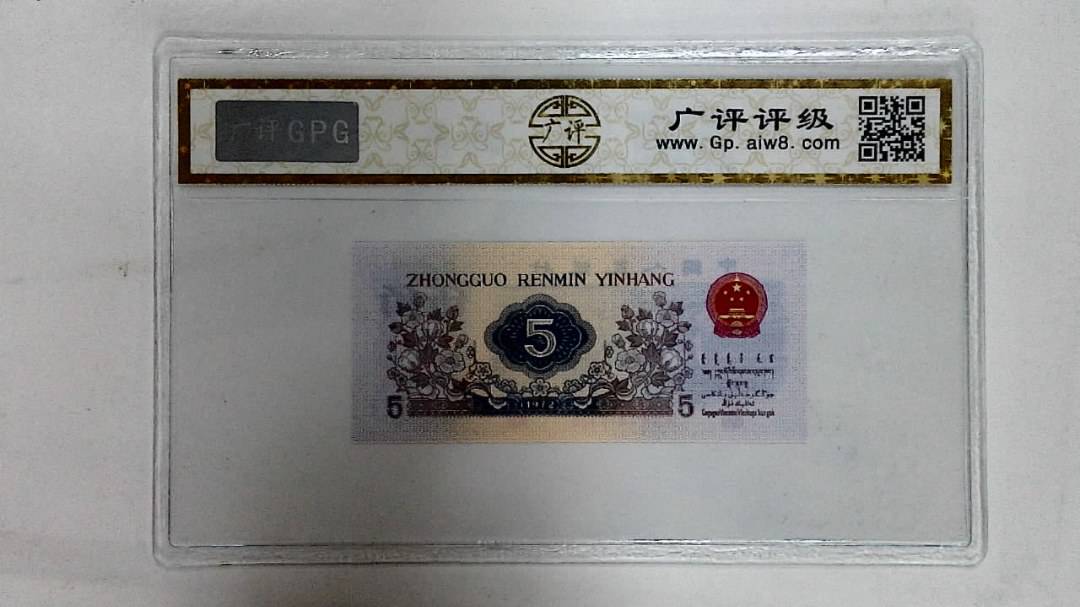 广评GPG
广评
广评评级
www.Gp.aiw8.com
ZHONGGUO RENMIN YINHANG
5
5
5
1972